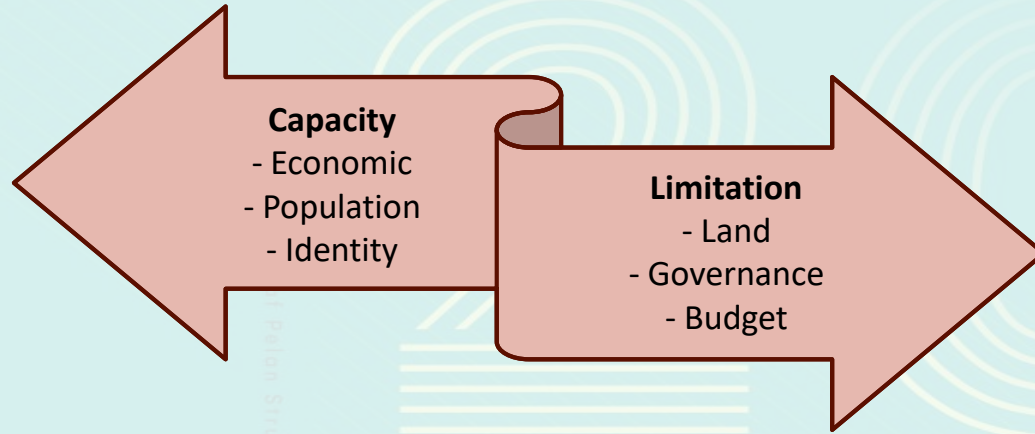 Capacity
- Economic
- Population
- Identity
Limitation
- Land
- Governance
- Budget